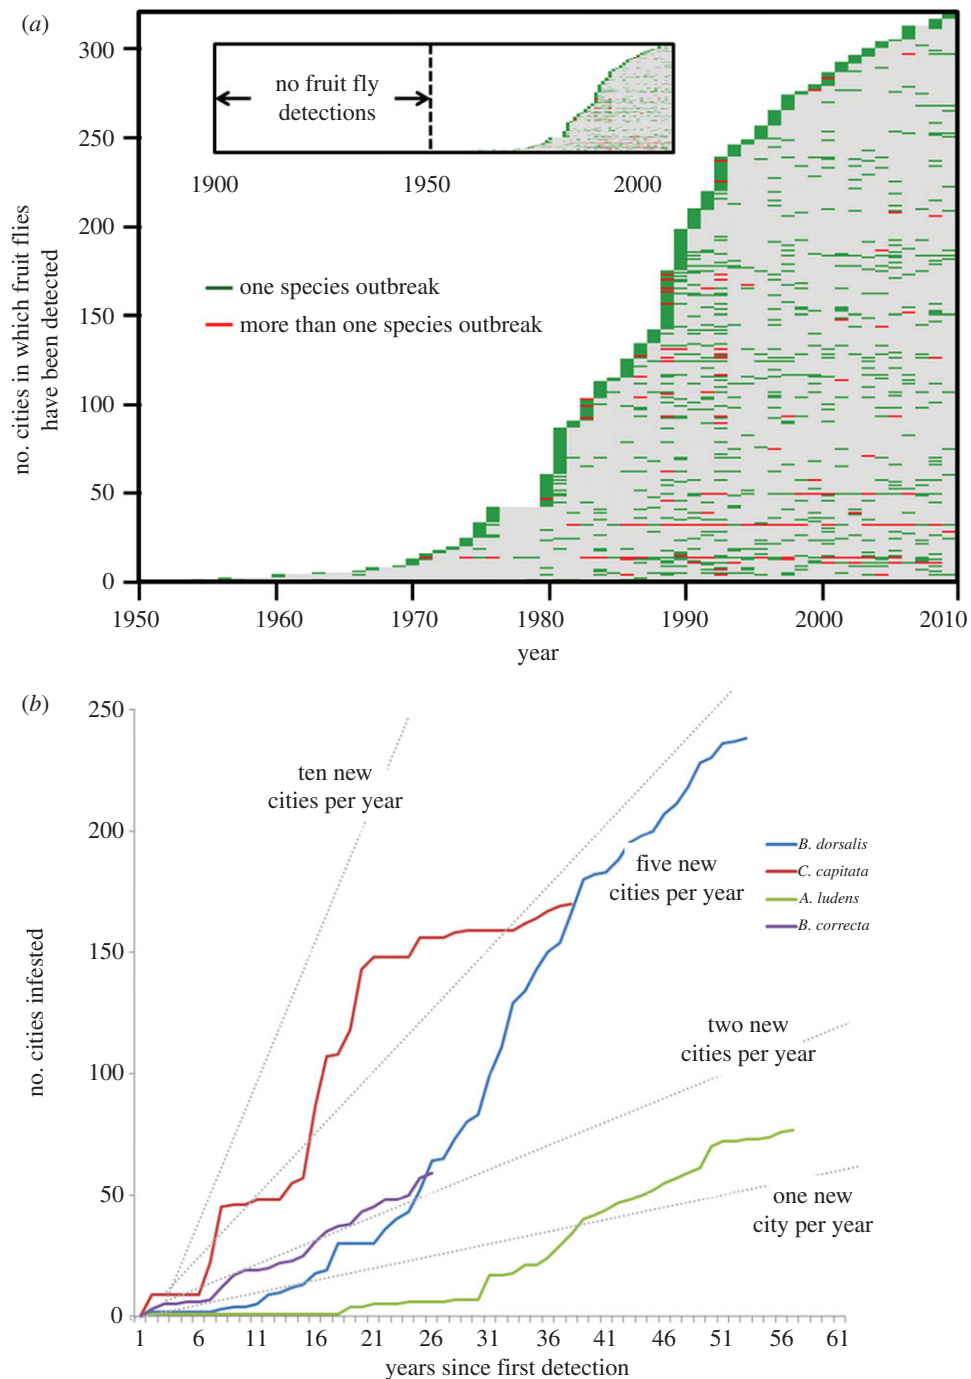 (a)
300
250
200
150
100
50
0
no. cities in which fruit flies
have been detected
no fruit fly
detections
1900
1950
2000
one species outbreak
more than one species outbreak
1950
1960
1970
1980
1990
2000
2010
year
(b)
250
200
150
100
50
0
no. cities infested
ten new
cities per year
B. dorsalis
C. capitata
A. ludens
B. correcta
five new
cities per year
two new
cities per year
one new
city per year
1
6
11
16
21
26
31
36
41
46
51
56
61
years since first detection